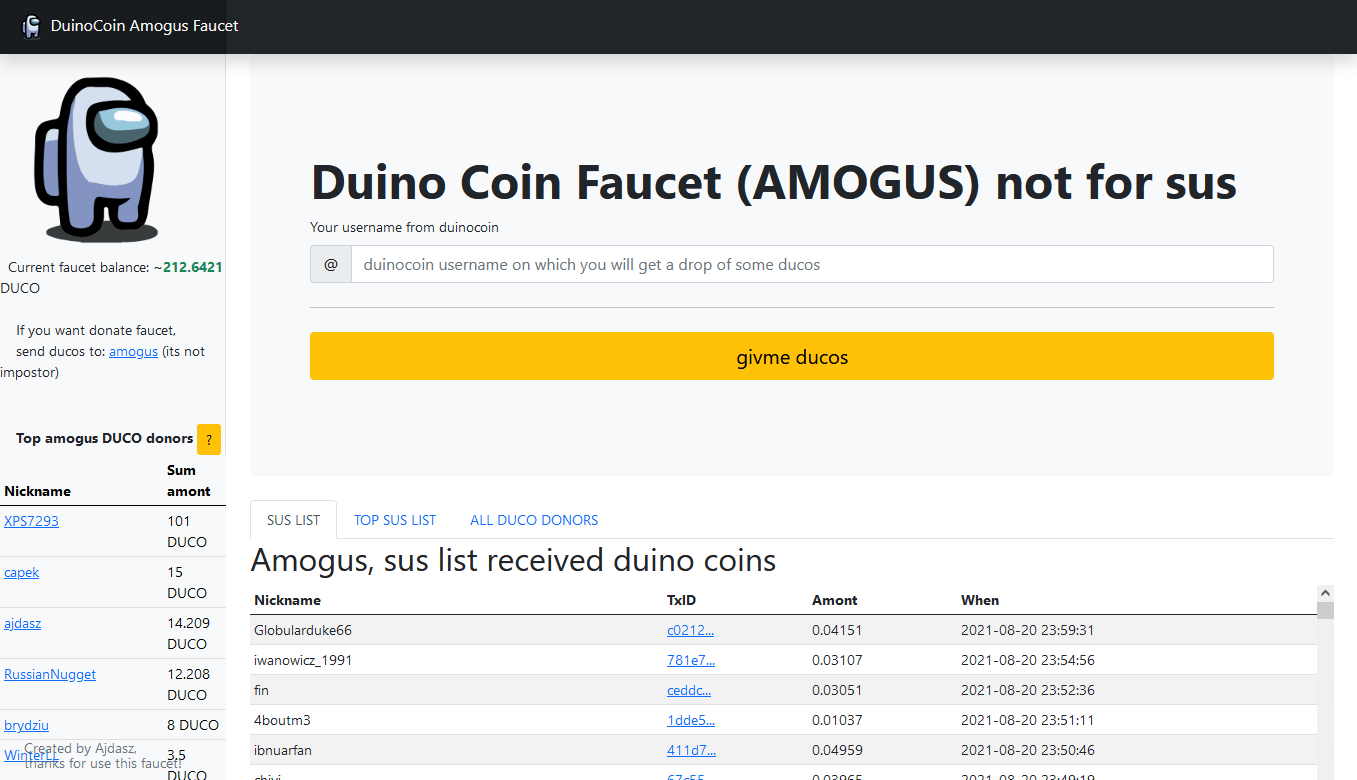 DuinoCoin Amogus Faucet
Current faucet balance: ~212.6421
DUCO
If you want donate faucet,
send ducos to: amogus (its not
impostor)
Top amogus DUCO donors ?
Nickname Sum amont
XPS7293 101 DUCO
capek 15 DUCO
ajdasz 14.209 DUCO
RussianNugget 12.208 DUCO
brydziu 8 DUCO
WinterLL 3.5 DUCO
Created by Ajdasz,
thanks for use this faucet!
Duino Coin Faucet (AMOGUS) not for sus
Your username from duinocoin
@ duinocoin username on which you will get a drop of some ducos
givme ducos
SUS LIST TOP SUS LIST ALL DUCO DONORS
Amogus, sus list received duino coins
Nickname TxID Amont When
Globularduke66 c0212... 0.04151 2021-08-20 23:59:31
iwanowicz_1991 781e7... 0.03107 2021-08-20 23:54:56
fin ceddc... 0.03051 2021-08-20 23:52:36
4boutm3 1dde5... 0.01037 2021-08-20 23:51:11
ibnuarfan 411d7... 0.04959 2021-08-20 23:50:46